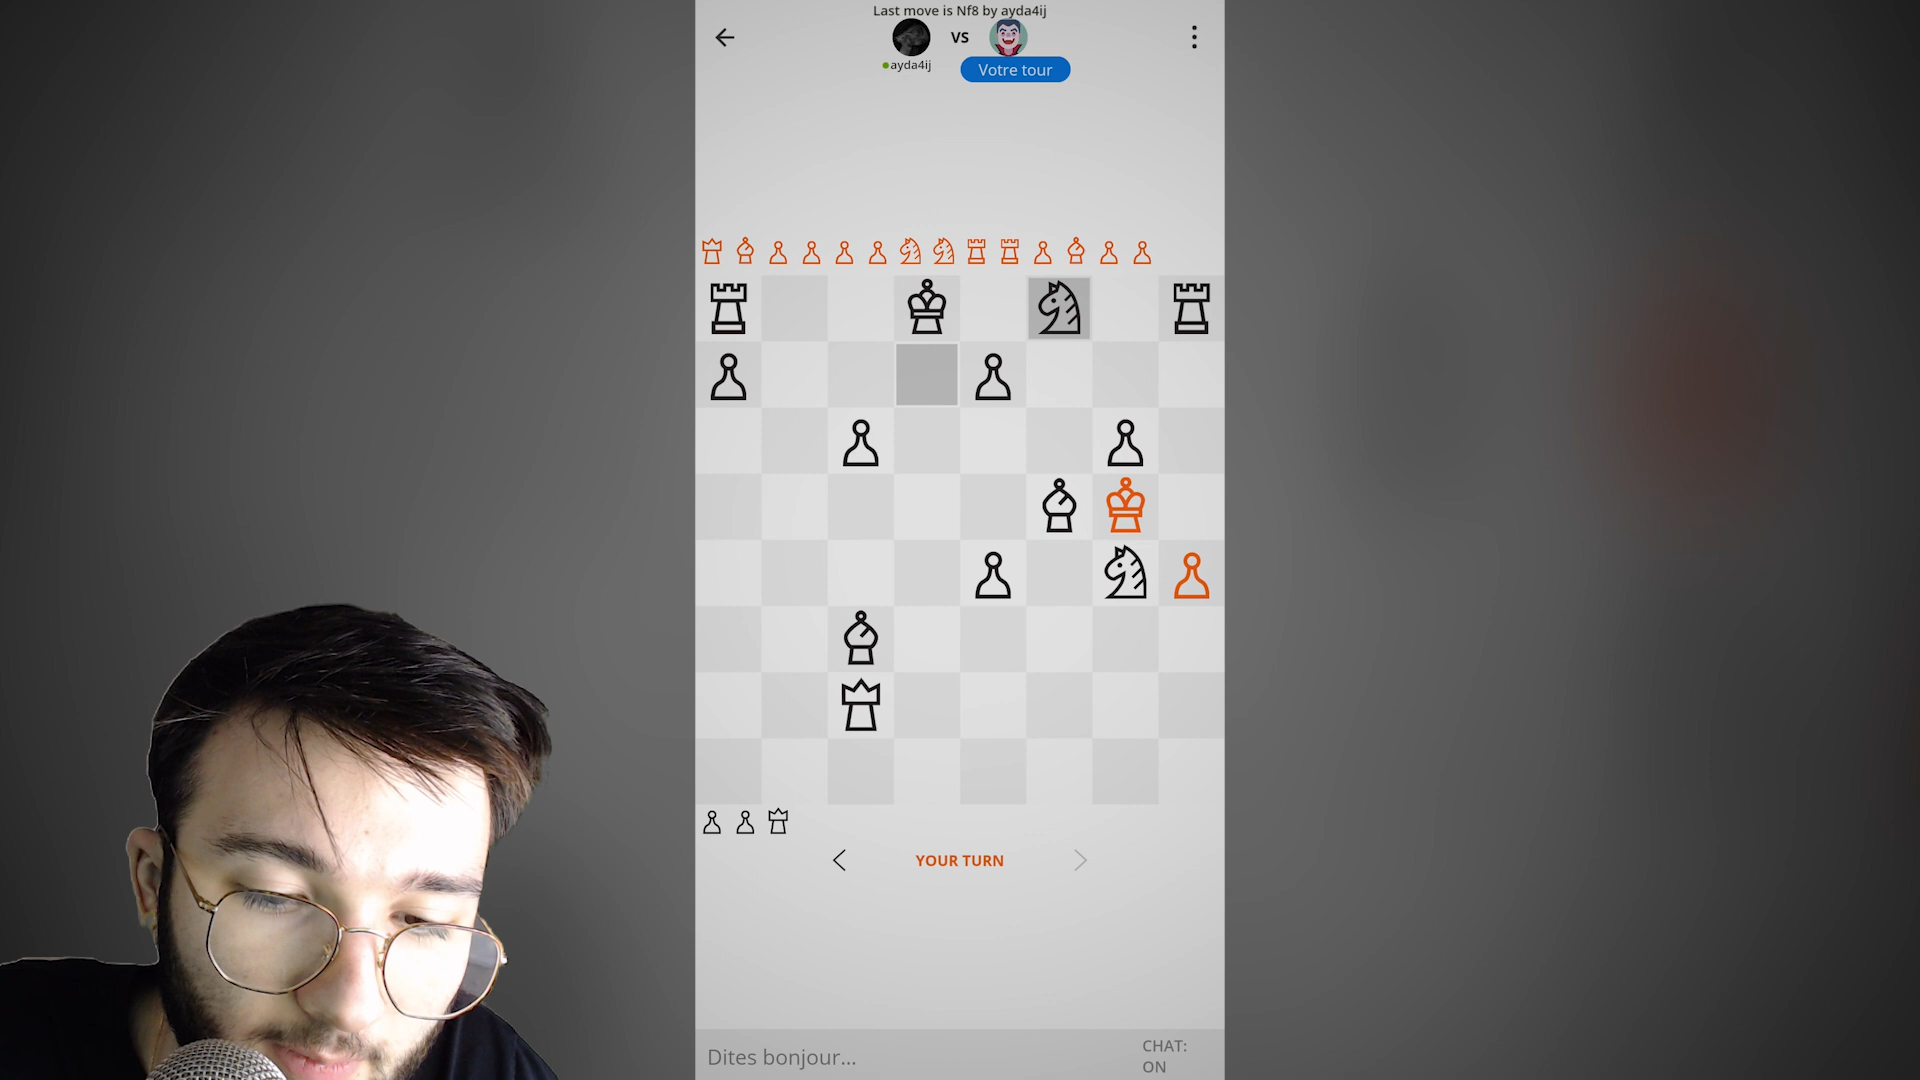 Last move is Nf8 by ayda4ij
VS
ayda4ij
Votre tour
YOUR TURN
Dites bonjour...
CHAT:
ON